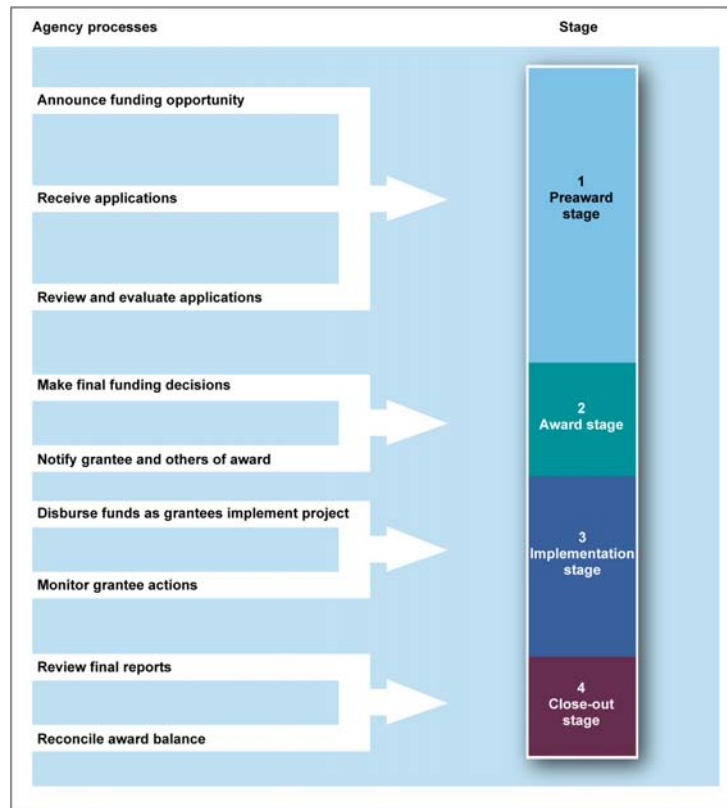 Agency processes
Stage
Announce funding opportunity
Receive applications
Review and evaluate applications
1
Preaward
stage
Make final funding decisions
Notify grantee and others of award
2
Award stage
Disburse funds as grantees implement project
Monitor grantee actions
3
Implementation
stage
Review final reports
Reconcile award balance
4
Close-out
stage